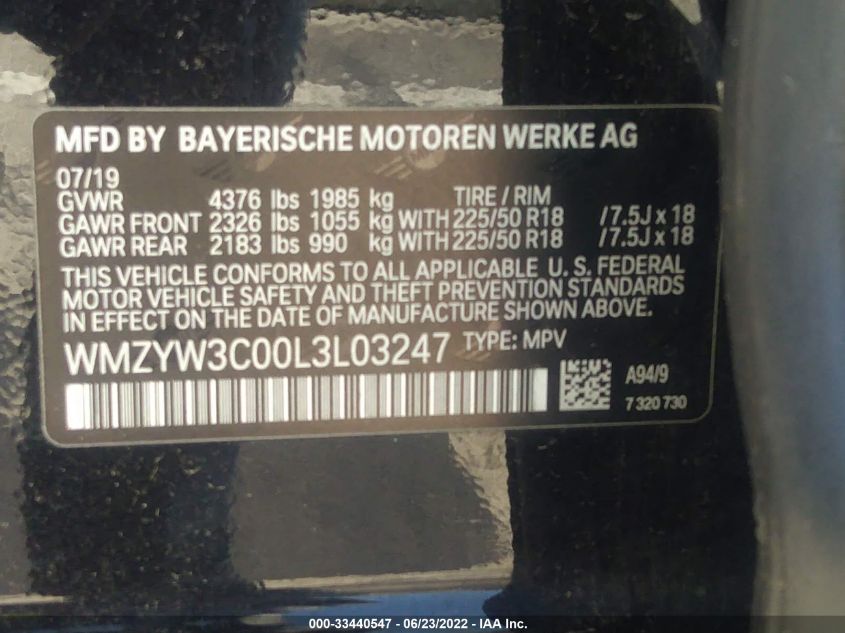 MFD BY BAYERISCHE MOTOREN WERKE AG
07/19
GVWR 4376 lbs 1985 kg TIRE / RIM
GAWR FRONT 2326 lbs 1055 kg WITH 225/50 R18 /7.5J x 18
GAWR REAR 2183 lbs 990 kg WITH 225/50 R18 /7.5J x 18
THIS VEHICLE CONFORMS TO ALL APPLICABLE U. S. FEDERAL
MOTOR VEHICLE SAFETY AND THEFT PREVENTION STANDARDS
IN EFFECT ON THE DATE OF MANUFACTURE SHOWN ABOVE.
WMZYW3C00L3L03247 TYPE: MPV
A94/9
7 320 730
000-33440547 - 06/23/2022 - IAA Inc.